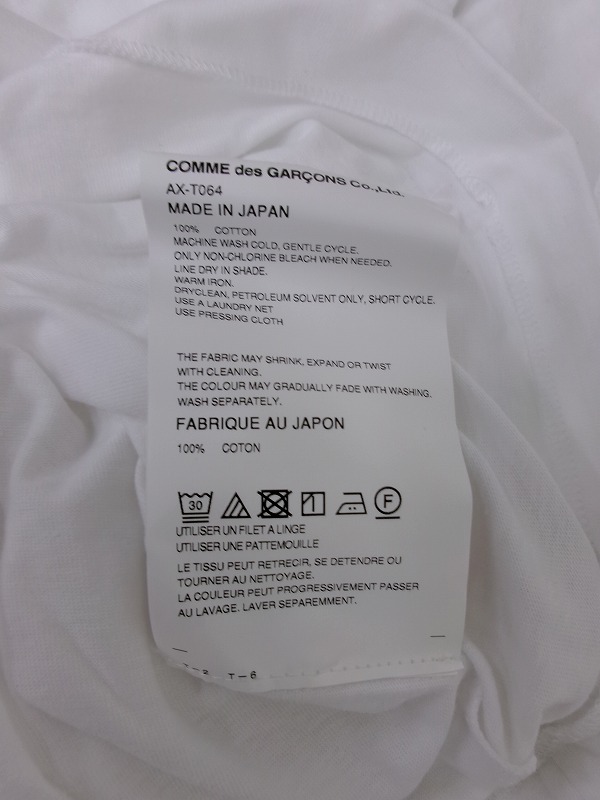 COMME des GARÇONS Co.,Ltd.
AX-T064
MADE IN JAPAN
100% COTTON
MACHINE WASH COLD, GENTLE CYCLE.
ONLY NON-CHLORINE BLEACH WHEN NEEDED.
LINE DRY IN SHADE.
WARM IRON.
DRYCLEAN, PETROLEUM SOLVENT ONLY, SHORT CYCLE.
USE A LAUNDRY NET
USE PRESSING CLOTH
THE FABRIC MAY SHRINK, EXPAND OR TWIST
WITH CLEANING.
THE COLOUR MAY GRADUALLY FADE WITH WASHING.
WASH SEPARATELY.
FABRIQUE AU JAPON
100% COTON
30 F
UTILISER UN FILET A LINGE
UTILISER UNE PATTEMOUILLE
LE TISSU PEUT RETRECIR, SE DETENDRE OU
TOURNER AU NETTOYAGE.
LA COULEUR PEUT PROGRESSIVEMENT PASSER
AU LAVAGE. LAVER SEPAREMMENT.
T-2 T-6